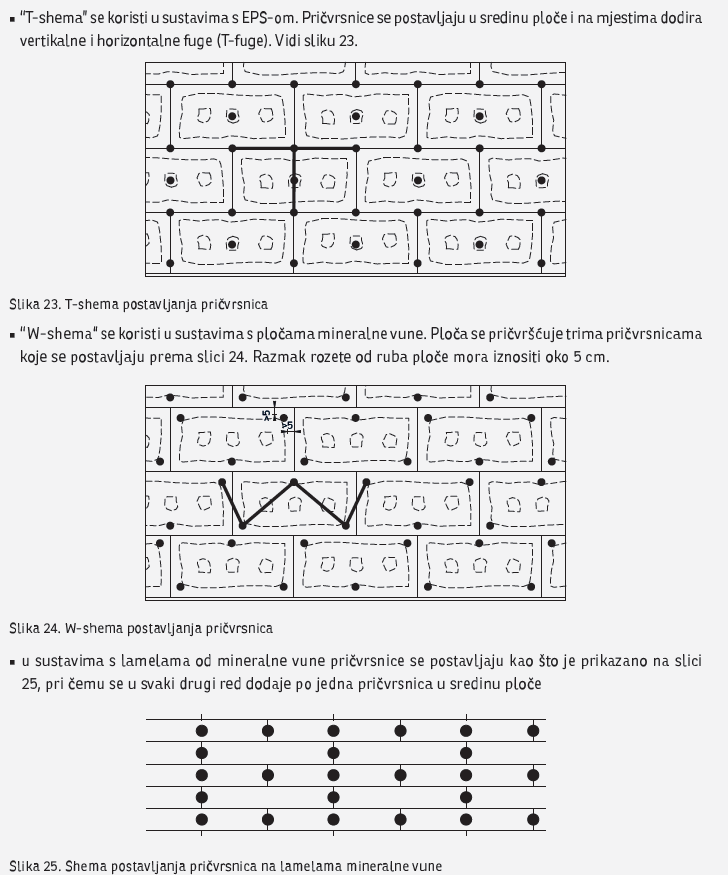 ▪ “T-shema” se koristi u sustavima s EPS-om. Pričvrsnice se postavljaju u sredinu ploče i na mjestima dodira
vertikalne i horizontalne fuge (T-fuge). Vidi sliku 23.
Slika 23. T-shema postavljanja pričvrsnica
▪ “W-shema“ se koristi u sustavima s pločama mineralne vune. Ploča se pričvršćuje trima pričvrsnicama
koje se postavljaju prema slici 24. Razmak rozete od ruba ploče mora iznositi oko 5 cm.
>5
>5
Slika 24. W-shema postavljanja pričvrsnica
▪ u sustavima s lamelama od mineralne vune pričvrsnice se postavljaju kao što je prikazano na slici
25, pri čemu se u svaki drugi red dodaje po jedna pričvrsnica u sredinu ploče
Slika 25. Shema postavljanja pričvrsnica na lamelama mineralne vune